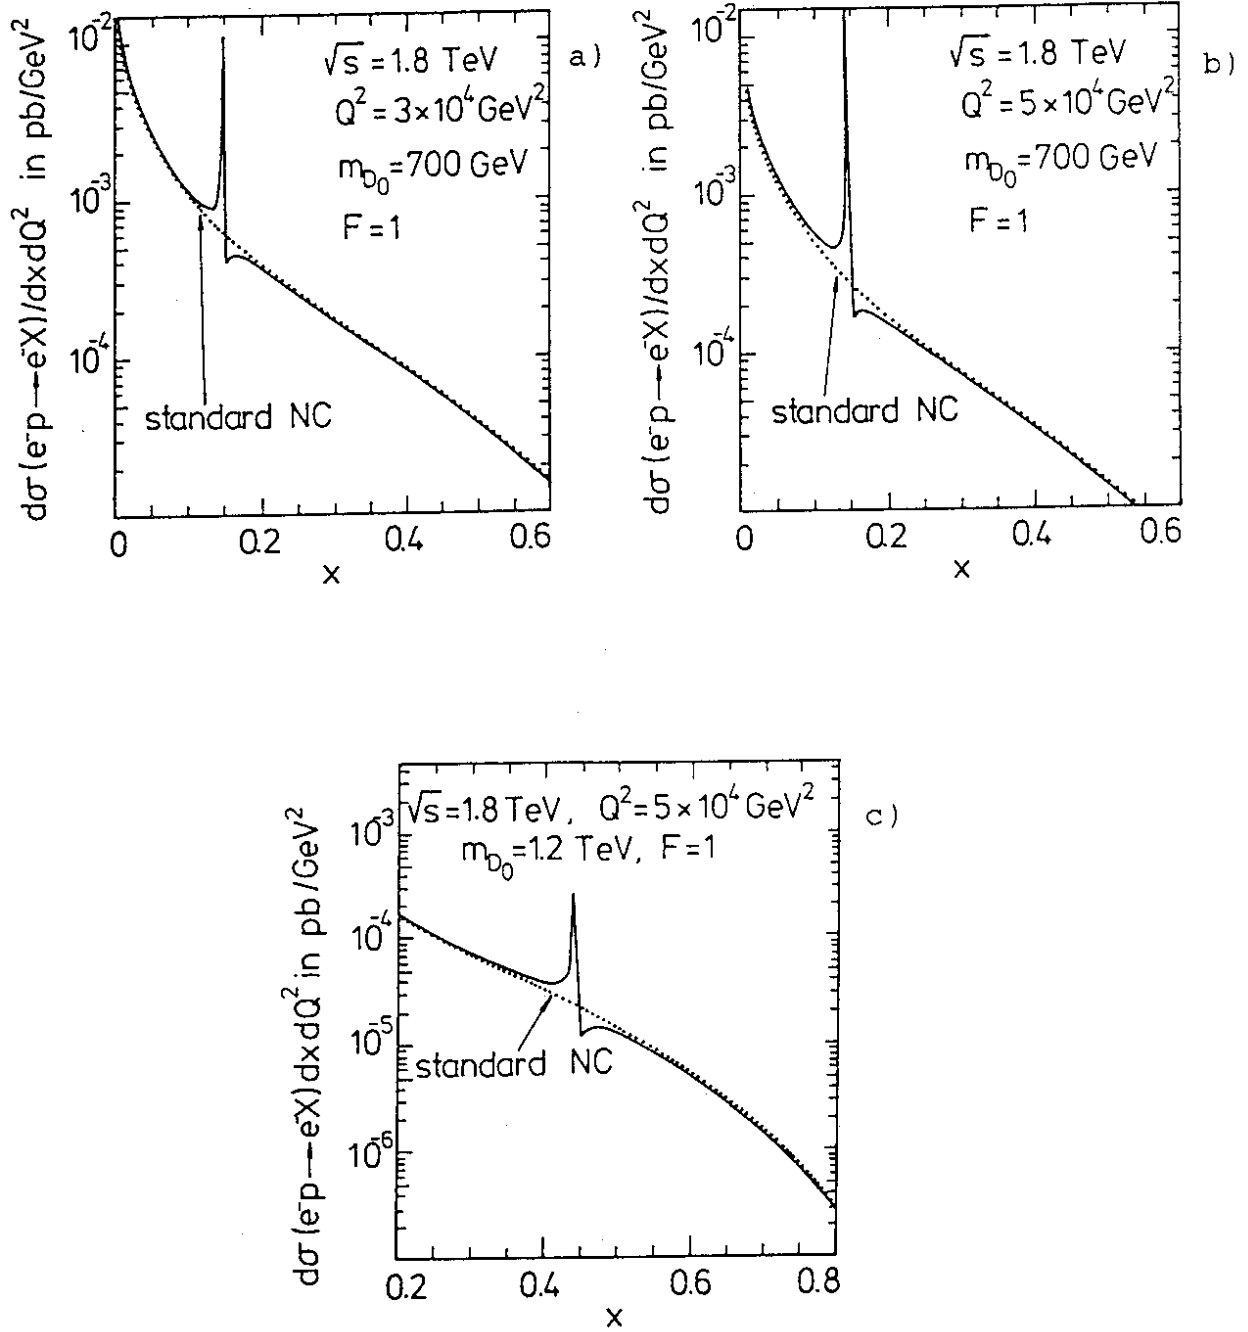 10⁻²
10⁻³
10⁻⁴
dσ(e⁻p→e⁻X)/dxdQ² in pb/GeV²
√s = 1.8 TeV
Q² = 3×10⁴ GeV²
m_D₀ = 700 GeV
F = 1
a)
standard NC
0 0.2 0.4 0.6
x
10⁻²
10⁻³
10⁻⁴
dσ(e⁻p→e⁻X)/dxdQ² in pb/GeV²
√s = 1.8 TeV
Q² = 5×10⁴ GeV²
m_D₀ = 700 GeV
F = 1
b)
standard NC
0 0.2 0.4 0.6
x
10⁻³
10⁻⁴
10⁻⁵
10⁻⁶
dσ(e⁻p→e⁻X)dxdQ² in pb/GeV²
√s = 1.8 TeV, Q² = 5×10⁴ GeV²
m_D₀ = 1.2 TeV, F = 1
c)
standard NC
0.2 0.4 0.6 0.8
x